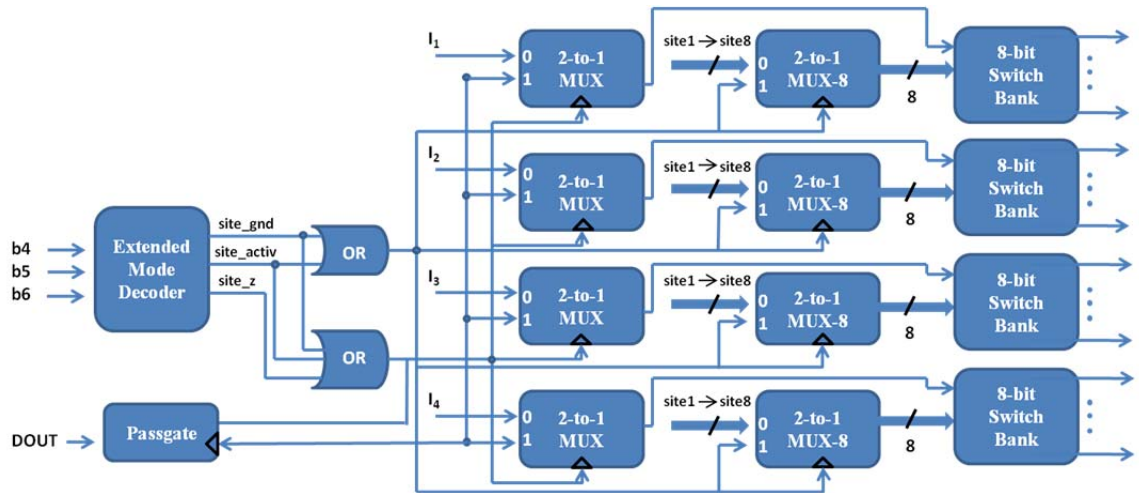 I1
0
1
2-to-1
MUX
site1→site8
0
1
2-to-1
MUX-8
8
8-bit
Switch
Bank
I2
0
1
2-to-1
MUX
site1→site8
0
1
2-to-1
MUX-8
8
8-bit
Switch
Bank
b4
b5
b6
Extended
Mode
Decoder
site_gnd
site_activ
site_z
OR
OR
I3
0
1
2-to-1
MUX
site1→site8
0
1
2-to-1
MUX-8
8
8-bit
Switch
Bank
DOUT
Passgate
I4
0
1
2-to-1
MUX
site1→site8
0
1
2-to-1
MUX-8
8
8-bit
Switch
Bank